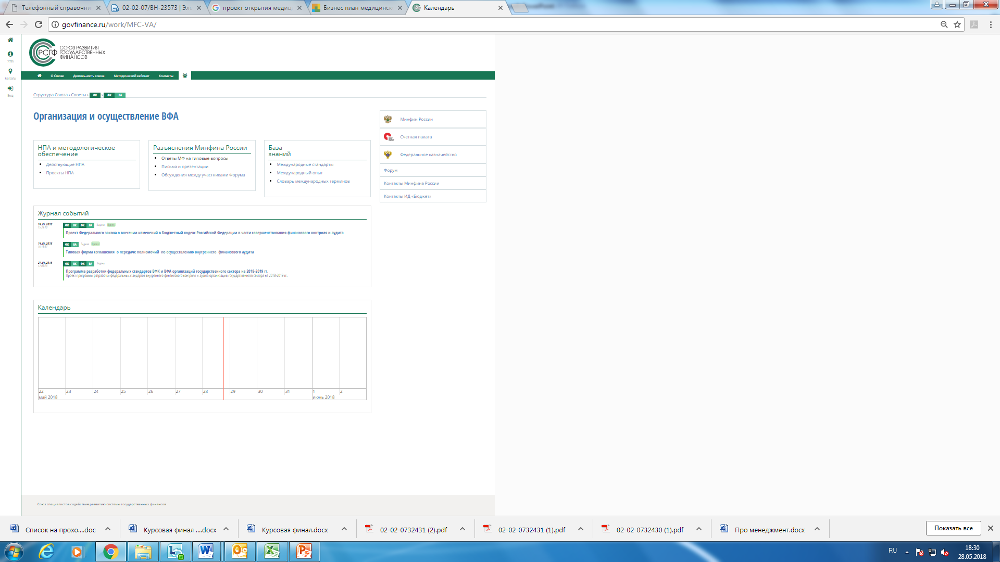 Телефонный справочни
02-02-07/ВН-23573 | Эле
проект открытия медиц
Бизнес план медицинск
Календарь
govfinance.ru/work/MFC-VA/
Устав
Контакты
Вход
РСГФ
СОЮЗ РАЗВИТИЯ
ГОСУДАРСТВЕННЫХ
ФИНАНСОВ
О Союзе Деятельность союза Методический кабинет Контакты
Структура Союза › Советы › ФК › ФК ВА
Организация и осуществление ВФА
НПА и методологическое
обеспечение
Действующие НПА
Проекты НПА
Разъяснения Минфина России
Ответы МФ на типовые вопросы
Письма и презентации
Обсуждения между участниками Форума
База
знаний
Международные стандарты
Международный опыт
Словарь международных терминов
Минфин России
Счетная палата
Федеральное казначейство
Форум
Контакты Минфина России
Контакты ИД «Бюджет»
Журнал событий
14.05.2018 ФК ВК ФК ВА Задача
Проект Федерального закона о внесении изменений в Бюджетный кодекс Российской Федерации в части совершенствования финансового контроля и аудита
14.05.2018 ФК ВА Задача
Типовая форма соглашения о передаче полномочий по осуществлению внутреннего финансового аудита
27.04.2018 ФК ВК ФК ВА Задача
Программа разработки федеральных стандартов ВФК и ВФА организаций государственного сектора на 2018-2019 гг.
Проект программы разработки федеральных стандартов внутреннего финансового контроля и аудита организаций государственного сектора на 2018-2019 гг.
Календарь
22 23 24 25 26 27 28 29 30 31 1 2
май 2018 июнь 2018
Союз специалистов содействия развитию системы государственных финансов
Список на прохо....doc
Курсовая финал ....docx
Курсовая финал.docx
02-02-0732431 (2).pdf
02-02-0732431 (1).pdf
02-02-0732430 (1).pdf
Про менеджмент.docx
Показать все
RU
18:30
28.05.2018